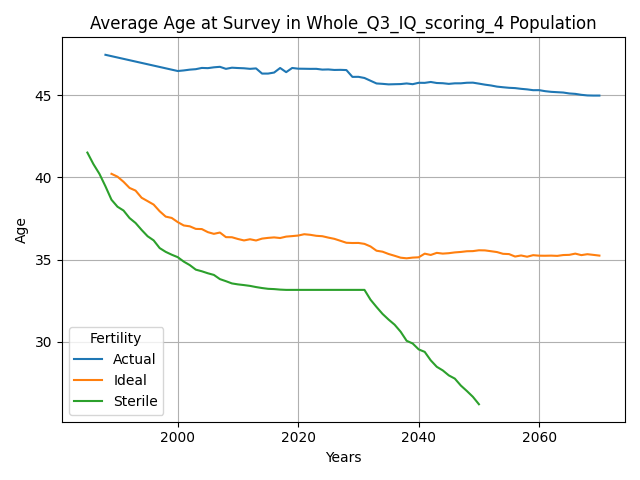 Average Age at Survey in Whole_Q3_IQ_scoring_4 Population
Age
45
40
35
30
Fertility
Actual
Ideal
Sterile
2000 2020 2040 2060
Years